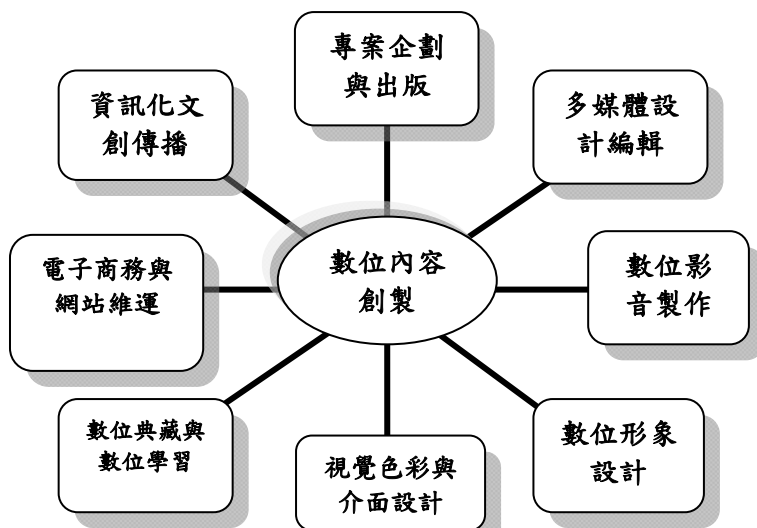 專案企劃
與出版
資訊化文
創傳播
多媒體設
計編輯
電子商務與
網站維運
數位內容
創製
數位影
音製作
數位典藏與
數位學習
視覺色彩與
介面設計
數位形象
設計